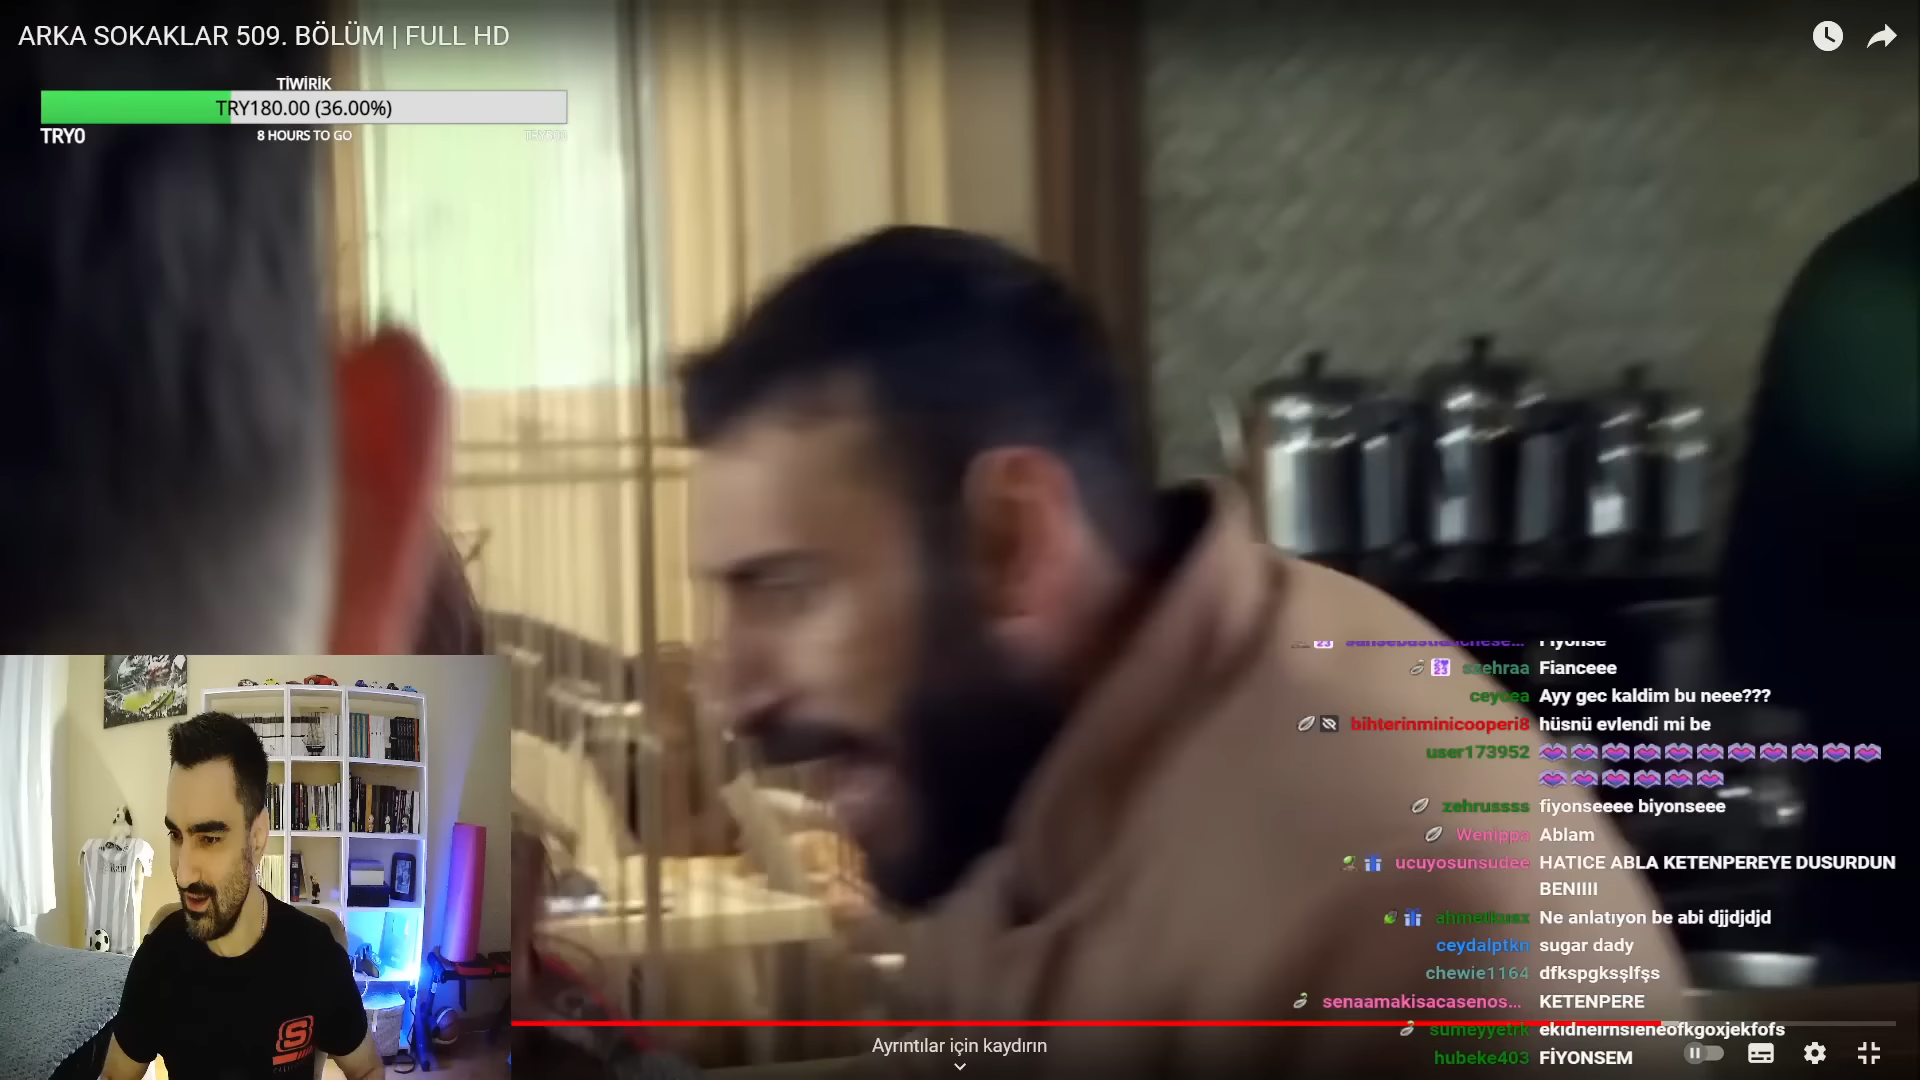 ARKA SOKAKLAR 509. BÖLÜM | FULL HD
TİWİRİK
TRY180.00 (36.00%)
TRY0
8 HOURS TO GO
szehraa Fianceee
Ayy gec kaldim bu neee???
bihterinminicooperi8 hüsnü evlendi mi be
user173952
zehrussss fiyonseeee biyonseee
Wenippa Ablam
ucuyosunsudee HATICE ABLA KETENPEREYE DUSURDUN
BENIIII
Ne anlatıyon be abi djjdjdjd
ceydalptkn sugar dady
chewie1164 dfkspgksşlfşs
senaamakisacasenos... KETENPERE
sumeyyetrk ekidneirnsieneofkgoxjekfofs
Ayrıntılar için kaydırın
hubeke403 FİYONSEM